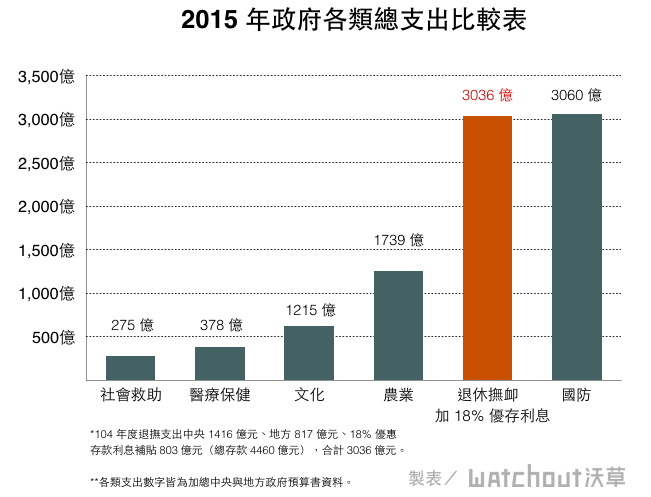 2015 年政府各類總支出比較表
3,500億
3,000億
2,500億
2,000億
1,500億
1,000億
500億
275 億
378 億
1215 億
1739 億
3036 億
3060 億
社會救助
醫療保健
文化
農業
退休撫卹
加 18% 優存利息
國防
*104 年度退撫支出中央 1416 億元、地方 817 億元、18% 優惠
存款利息補貼 803 億元（總存款 4460 億元），合計 3036 億元。
**各類支出數字皆為加總中央與地方政府預算書資料。
製表／ watchout沃草